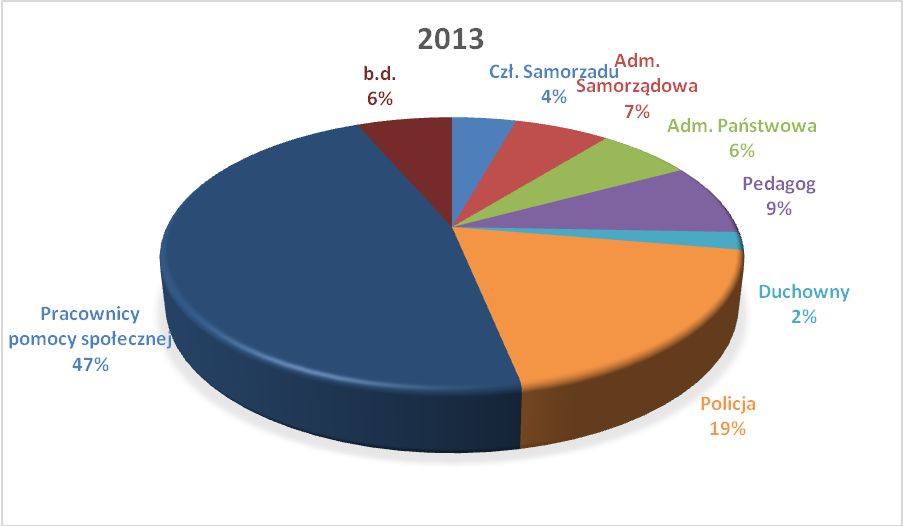 2013
b.d.
6%
Czł. Samorzadu
4%
Adm.
Samorządowa
7%
Adm. Państwowa
6%
Pedagog
9%
Duchowny
2%
Policja
19%
Pracownicy
pomocy społecznej
47%